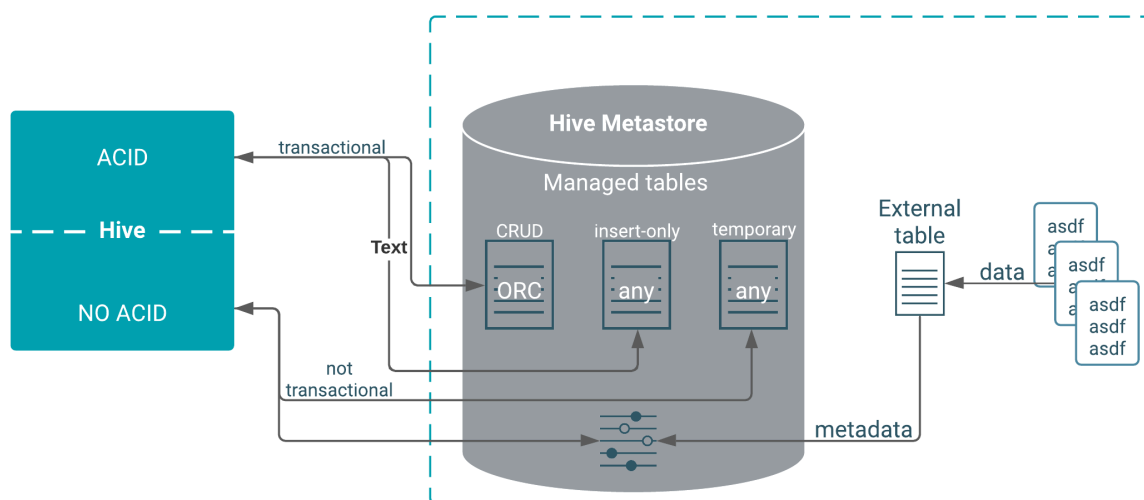 Hive Metastore
Managed tables
ACID
Hive
NO ACID
transactional
Text
not
transactional
CRUD
ORC
insert-only
any
temporary
any
External
table
data
metadata
asdf
a
a
asdf
a
a
asdf
asdf
asdf